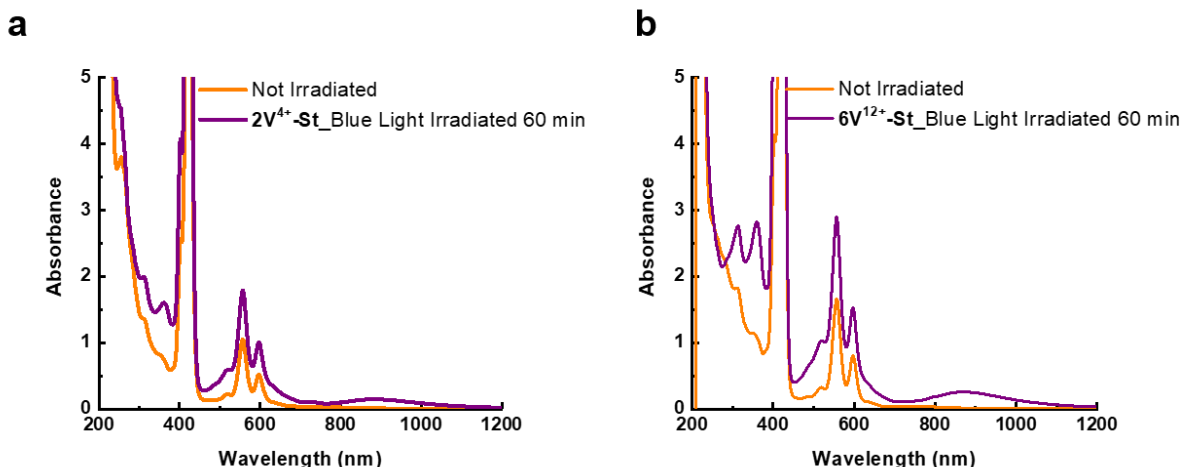 a
5
4
3
2
1
0
Absorbance
Not Irradiated
2V⁴⁺-St_Blue Light Irradiated 60 min
200 400 600 800 1000 1200
Wavelength (nm)
b
5
4
3
2
1
0
Absorbance
Not Irradiated
6V¹²⁺-St_Blue Light Irradiated 60 min
200 400 600 800 1000 1200
Wavelength (nm)